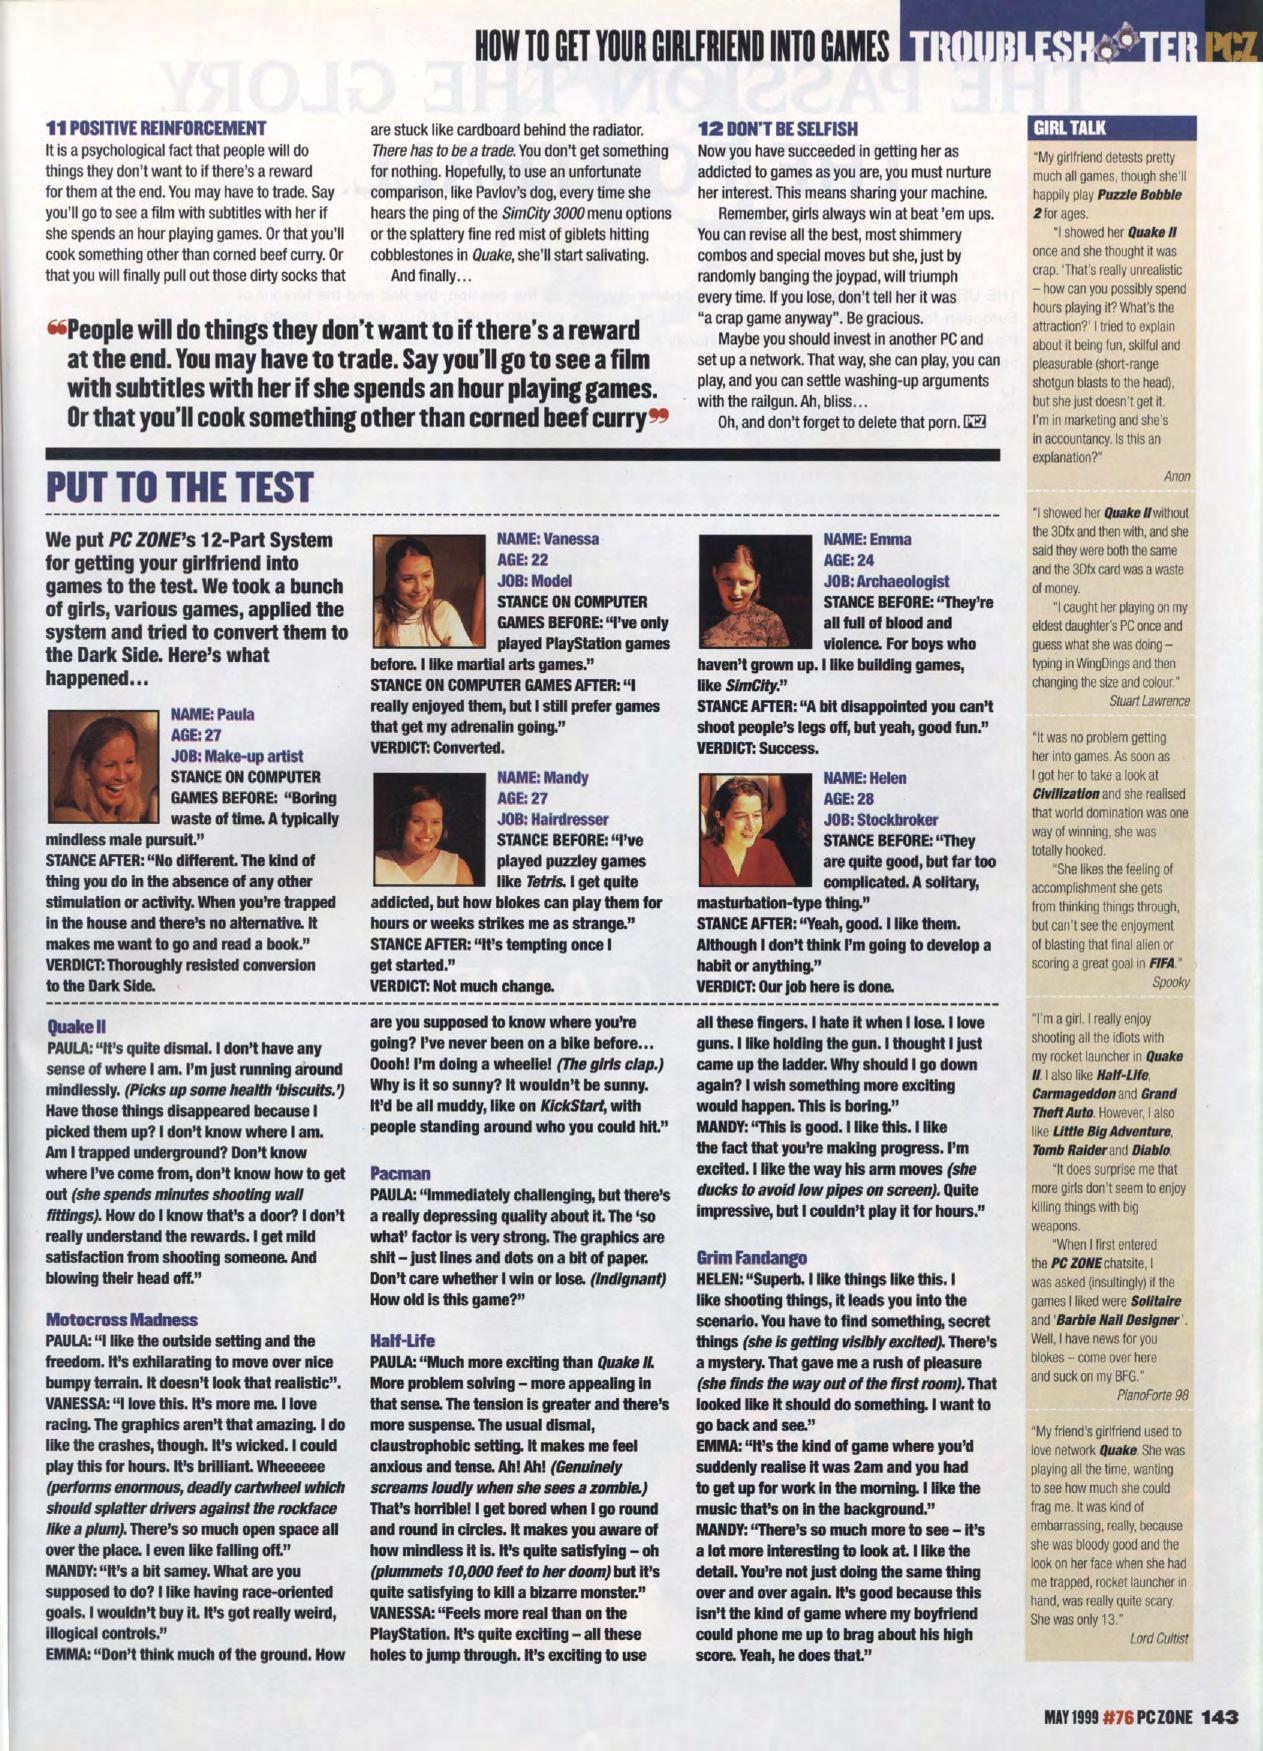 HOW TO GET YOUR GIRLFRIEND INTO GAMES TROUBLESHOOTER PCZ
11 POSITIVE REINFORCEMENT
It is a psychological fact that people will do
things they don't want to if there's a reward
for them at the end. You may have to trade. Say
you'll go to see a film with subtitles with her if
she spends an hour playing games. Or that you'll
cook something other than corned beef curry. Or
that you will finally pull out those dirty socks that
are stuck like cardboard behind the radiator.
There has to be a trade. You don't get something
for nothing. Hopefully, to use an unfortunate
comparison, like Pavlov's dog, every time she
hears the ping of the SimCity 3000 menu options
or the splattery fine red mist of giblets hitting
cobblestones in Quake, she'll start salivating.
And finally...
“People will do things they don't want to if there's a reward
at the end. You may have to trade. Say you'll go to see a film
with subtitles with her if she spends an hour playing games.
Or that you'll cook something other than corned beef curry”
12 DON'T BE SELFISH
Now you have succeeded in getting her as
addicted to games as you are, you must nurture
her interest. This means sharing your machine.
Remember, girls always win at beat 'em ups.
You can revise all the best, most shimmery
combos and special moves but she, just by
randomly banging the joypad, will triumph
every time. If you lose, don't tell her it was
“a crap game anyway”. Be gracious.
Maybe you should invest in another PC and
set up a network. That way, she can play, you can
play, and you can settle washing-up arguments
with the railgun. Ah, bliss...
Oh, and don't forget to delete that porn. PCZ
PUT TO THE TEST
We put PC ZONE's 12-Part System
for getting your girlfriend into
games to the test. We took a bunch
of girls, various games, applied the
system and tried to convert them to
the Dark Side. Here's what
happened...
NAME: Paula
AGE: 27
JOB: Make-up artist
STANCE ON COMPUTER
GAMES BEFORE: “Boring
waste of time. A typically
mindless male pursuit.”
STANCE AFTER: “No different. The kind of
thing you do in the absence of any other
stimulation or activity. When you're trapped
in the house and there's no alternative. It
makes me want to go and read a book.”
VERDICT: Thoroughly resisted conversion
to the Dark Side.
NAME: Vanessa
AGE: 22
JOB: Model
STANCE ON COMPUTER
GAMES BEFORE: “I've only
played PlayStation games
before. I like martial arts games.”
STANCE ON COMPUTER GAMES AFTER: “I
really enjoyed them, but I still prefer games
that get my adrenalin going.”
VERDICT: Converted.
NAME: Mandy
AGE: 27
JOB: Hairdresser
STANCE BEFORE: “I've
played puzzley games
like Tetris. I get quite
addicted, but how blokes can play them for
hours or weeks strikes me as strange.”
STANCE AFTER: “It's tempting once I
get started.”
VERDICT: Not much change.
NAME: Emma
AGE: 24
JOB: Archaeologist
STANCE BEFORE: “They're
all full of blood and
violence. For boys who
haven't grown up. I like building games,
like SimCity.”
STANCE AFTER: “A bit disappointed you can't
shoot people's legs off, but yeah, good fun.”
VERDICT: Success.
NAME: Helen
AGE: 28
JOB: Stockbroker
STANCE BEFORE: “They
are quite good, but far too
complicated. A solitary,
masturbation-type thing.”
STANCE AFTER: “Yeah, good. I like them.
Although I don't think I'm going to develop a
habit or anything.”
VERDICT: Our job here is done.
Quake II
PAULA: “It's quite dismal. I don't have any
sense of where I am. I'm just running around
mindlessly. (Picks up some health 'biscuits.')
Have those things disappeared because I
picked them up? I don't know where I am.
Am I trapped underground? Don't know
where I've come from, don't know how to get
out (she spends minutes shooting wall
fittings). How do I know that's a door? I don't
really understand the rewards. I get mild
satisfaction from shooting someone. And
blowing their head off.”
Motocross Madness
PAULA: “I like the outside setting and the
freedom. It's exhilarating to move over nice
bumpy terrain. It doesn't look that realistic”.
VANESSA: “I love this. It's more me. I love
racing. The graphics aren't that amazing. I do
like the crashes, though. It's wicked. I could
play this for hours. It's brilliant. Wheeeeee
(performs enormous, deadly cartwheel which
should splatter drivers against the rockface
like a plum). There's so much open space all
over the place. I even like falling off.”
MANDY: “It's a bit samey. What are you
supposed to do? I like having race-oriented
goals. I wouldn't buy it. It's got really weird,
illogical controls.”
EMMA: “Don't think much of the ground. How
are you supposed to know where you're
going? I've never been on a bike before...
Oooh! I'm doing a wheelie! (The girls clap.)
Why is it so sunny? It wouldn't be sunny.
It'd be all muddy, like on KickStart, with
people standing around who you could hit.”
Pacman
PAULA: “Immediately challenging, but there's
a really depressing quality about it. The 'so
what' factor is very strong. The graphics are
shit – just lines and dots on a bit of paper.
Don't care whether I win or lose. (Indignant)
How old is this game?”
Half-Life
PAULA: “Much more exciting than Quake II.
More problem solving – more appealing in
that sense. The tension is greater and there's
more suspense. The usual dismal,
claustrophobic setting. It makes me feel
anxious and tense. Ah! Ah! (Genuinely
screams loudly when she sees a zombie.)
That's horrible! I get bored when I go round
and round in circles. It makes you aware of
how mindless it is. It's quite satisfying – oh
(plummets 10,000 feet to her doom) but it's
quite satisfying to kill a bizarre monster.”
VANESSA: “Feels more real than on the
PlayStation. It's quite exciting – all these
holes to jump through. It's exciting to use
all these fingers. I hate it when I lose. I love
guns. I like holding the gun. I thought I just
came up the ladder. Why should I go down
again? I wish something more exciting
would happen. This is boring.”
MANDY: “This is good. I like this. I like
the fact that you're making progress. I'm
excited. I like the way his arm moves (she
ducks to avoid low pipes on screen). Quite
impressive, but I couldn't play it for hours.”
Grim Fandango
HELEN: “Superb. I like things like this. I
like shooting things, it leads you into the
scenario. You have to find something, secret
things (she is getting visibly excited). There's
a mystery. That gave me a rush of pleasure
(she finds the way out of the first room). That
looked like it should do something. I want to
go back and see.”
EMMA: “It's the kind of game where you'd
suddenly realise it was 2am and you had
to get up for work in the morning. I like the
music that's on in the background.”
MANDY: “There's so much more to see – it's
a lot more interesting to look at. I like the
detail. You're not just doing the same thing
over and over again. It's good because this
isn't the kind of game where my boyfriend
could phone me up to brag about his high
score. Yeah, he does that.”
GIRL TALK
“My girlfriend detests pretty
much all games, though she'll
happily play Puzzle Bobble
2 for ages.
“I showed her Quake II
once and she thought it was
crap. 'That's really unrealistic
– how can you possibly spend
hours playing it? What's the
attraction?' I tried to explain
about it being fun, skilful and
pleasurable (short-range
shotgun blasts to the head),
but she just doesn't get it.
I'm in marketing and she's
in accountancy. Is this an
explanation?”
Anon
“I showed her Quake II without
the 3Dfx and then with, and she
said they were both the same
and the 3Dfx card was a waste
of money.
“I caught her playing on my
eldest daughter's PC once and
guess what she was doing –
typing in WingDings and then
changing the size and colour.”
Stuart Lawrence
“It was no problem getting
her into games. As soon as
I got her to take a look at
Civilization and she realised
that world domination was one
way of winning, she was
totally hooked.
“She likes the feeling of
accomplishment she gets
from thinking things through,
but can't see the enjoyment
of blasting that final alien or
scoring a great goal in FIFA.”
Spooky
“I'm a girl. I really enjoy
shooting all the idiots with
my rocket launcher in Quake
II. I also like Half-Life,
Carmageddon and Grand
Theft Auto. However, I also
like Little Big Adventure,
Tomb Raider and Diablo.
“It does surprise me that
more girls don't seem to enjoy
killing things with big
weapons.
“When I first entered
the PC ZONE chatsite, I
was asked (insultingly) if the
games I liked were Solitaire
and 'Barbie Nail Designer'.
Well, I have news for you
blokes – come over here
and suck on my BFG.”
PianoForte 98
“My friend's girlfriend used to
love network Quake. She was
playing all the time, wanting
to see how much she could
frag me. It was kind of
embarrassing, really, because
she was bloody good and the
look on her face when she had
me trapped, rocket launcher in
hand, was really quite scary.
She was only 13.”
Lord Cultist
MAY 1999 #76 PC ZONE 143